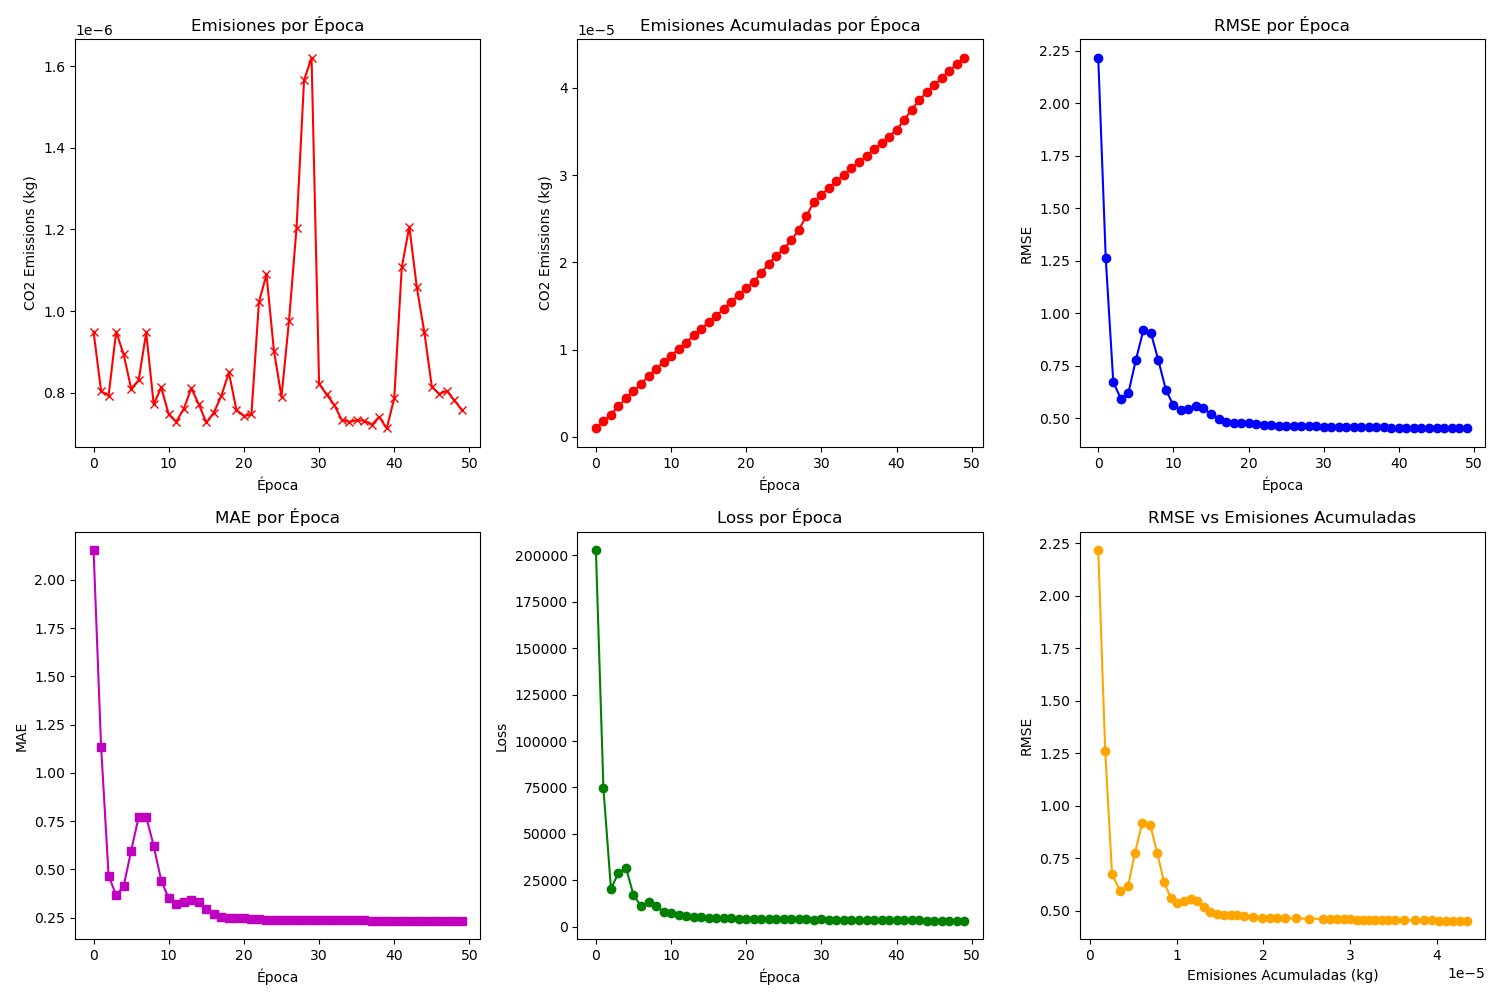 Emisiones por Época
1e−6
1.6
1.4
1.2
1.0
0.8
CO2 Emissions (kg)
0 10 20 30 40 50
Época
Emisiones Acumuladas por Época
1e−5
4
3
2
1
0
CO2 Emissions (kg)
0 10 20 30 40 50
Época
RMSE por Época
2.25
2.00
1.75
1.50
1.25
1.00
0.75
0.50
RMSE
0 10 20 30 40 50
Época
MAE por Época
2.00
1.75
1.50
1.25
1.00
0.75
0.50
0.25
MAE
0 10 20 30 40 50
Época
Loss por Época
200000
175000
150000
125000
100000
75000
50000
25000
0
Loss
0 10 20 30 40 50
Época
RMSE vs Emisiones Acumuladas
2.25
2.00
1.75
1.50
1.25
1.00
0.75
0.50
RMSE
0 1 2 3 4
1e−5
Emisiones Acumuladas (kg)